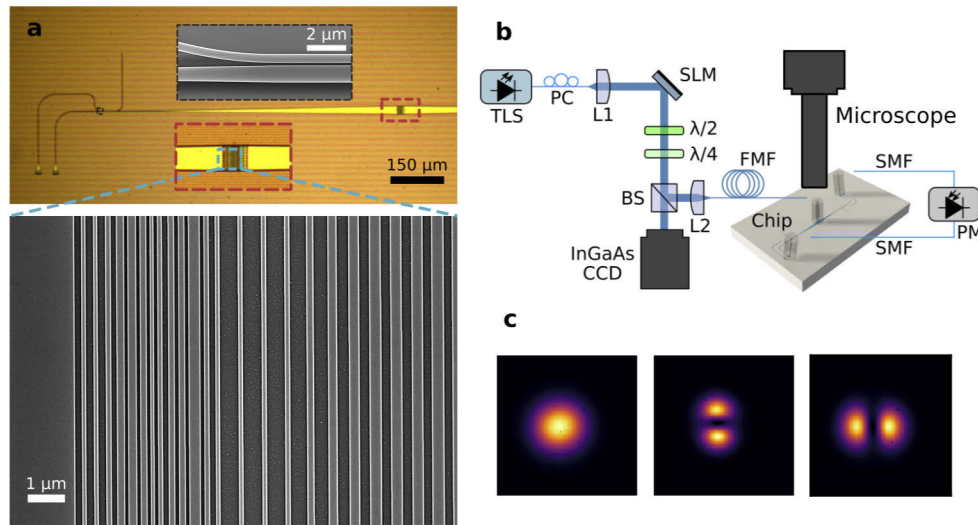 a
2 μm
150 μm
1 μm
b
TLS
PC
L1
SLM
λ/2
λ/4
BS
L2
FMF
InGaAs
CCD
Microscope
Chip
SMF
SMF
PM
c